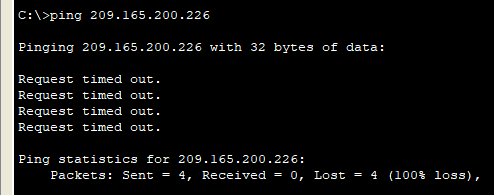 C:\>ping 209.165.200.226
Pinging 209.165.200.226 with 32 bytes of data:
Request timed out.
Request timed out.
Request timed out.
Request timed out.
Ping statistics for 209.165.200.226:
    Packets: Sent = 4, Received = 0, Lost = 4 (100% loss),